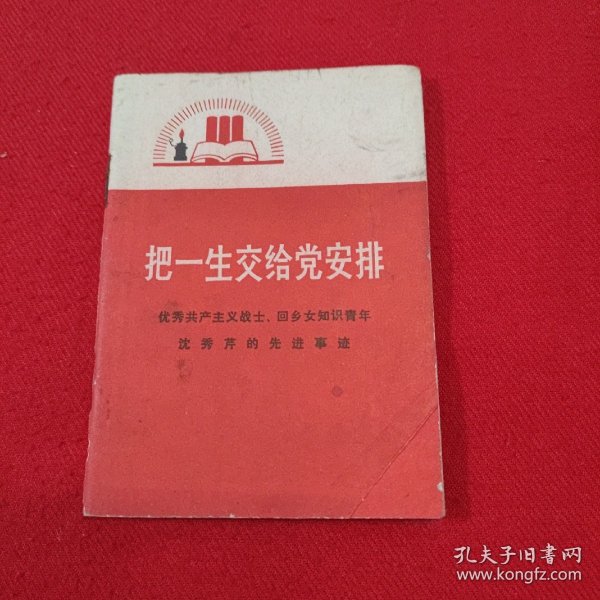 把一生交给党安排
优秀共产主义战士、回乡女知识青年
沈秀芹的先进事迹
孔夫子旧书网
www.kongfz.com